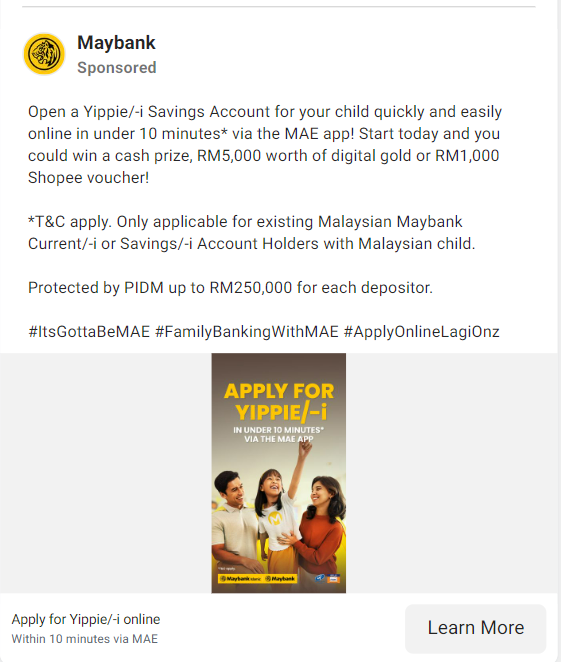 Maybank
Sponsored
Open a Yippie/-i Savings Account for your child quickly and easily
online in under 10 minutes* via the MAE app! Start today and you
could win a cash prize, RM5,000 worth of digital gold or RM1,000
Shopee voucher!
*T&C apply. Only applicable for existing Malaysian Maybank
Current/-i or Savings/-i Account Holders with Malaysian child.
Protected by PIDM up to RM250,000 for each depositor.
#ItsGottaBeMAE #FamilyBankingWithMAE #ApplyOnlineLagiOnz
APPLY FOR
YIPPIE/-i
IN UNDER 10 MINUTES*
VIA THE MAE APP
Maybank Islamic Maybank
Apply for Yippie/-i online
Within 10 minutes via MAE
Learn More